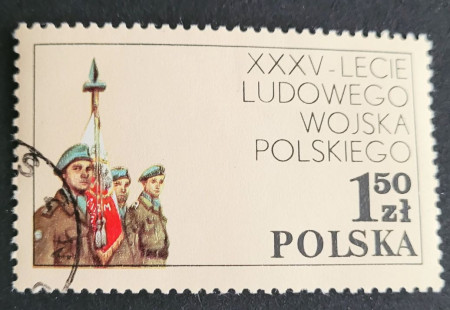 XXXV-LECIE
LUDOWEGO
WOJSKA
POLSKIEGO
1.50
zł
POLSKA